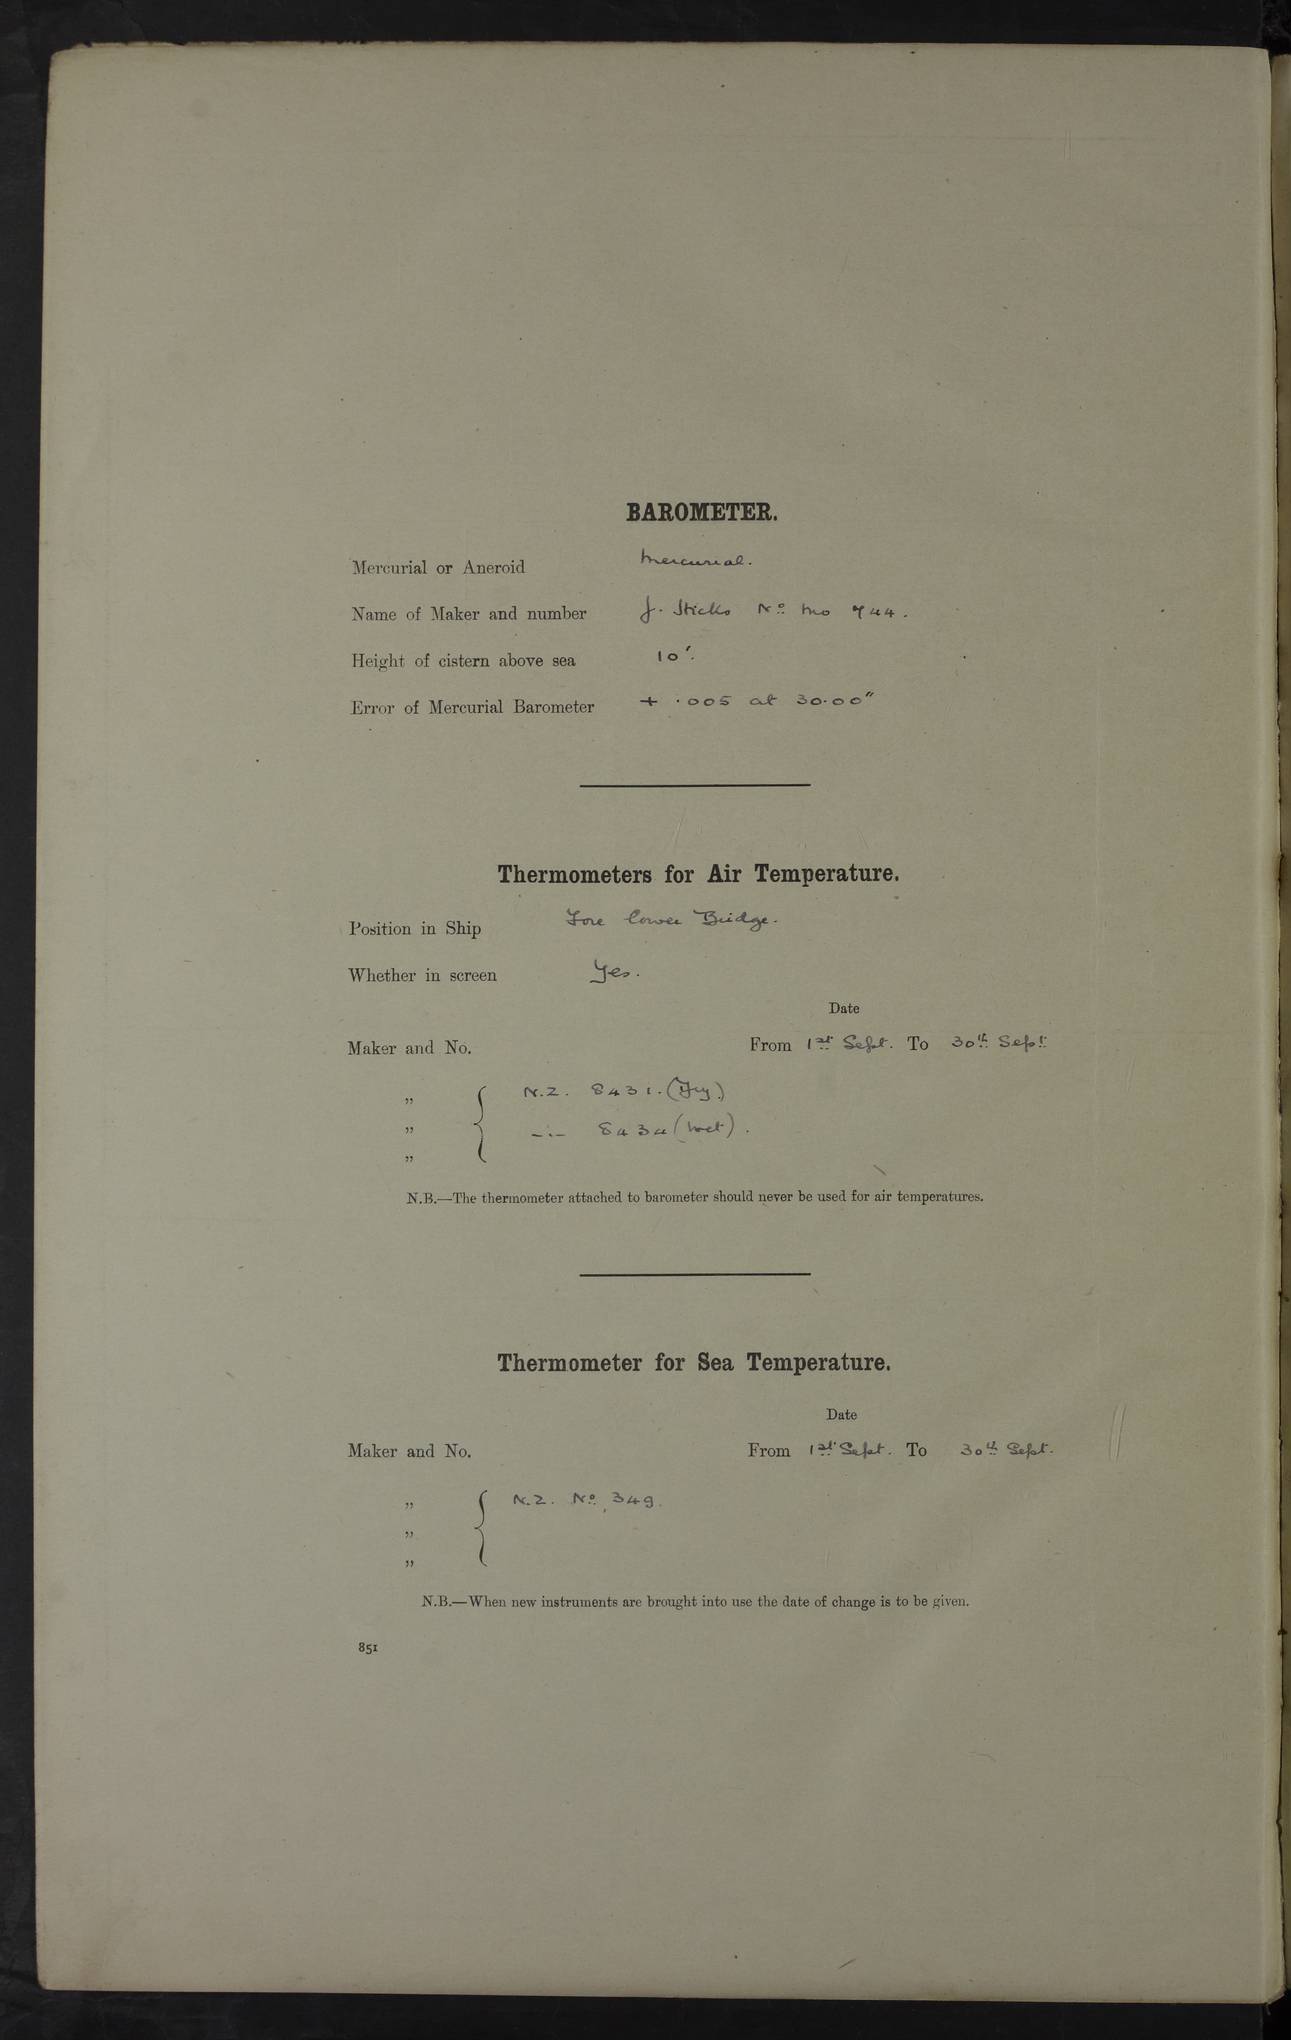 BAROMETER.
Mercurial or Aneroid Mercurial.
Name of Maker and number J. Hicks No. Mo 744.
Height of cistern above sea 10'.
Error of Mercurial Barometer + .005 at 30.00"
Thermometers for Air Temperature.
Position in Ship Fore lower Bridge.
Whether in screen Yes.
Date
Maker and No. From 1st Sept. To 30th Sept.
„ N.Z. 8431. (Dry)
„ –·– 8434 (Wet).
„
N.B.—The thermometer attached to barometer should never be used for air temperatures.
Thermometer for Sea Temperature.
Date
Maker and No. From 1st Sept. To 30th Sept.
„ N.Z. No. 349.
„
„
N.B.—When new instruments are brought into use the date of change is to be given.
851